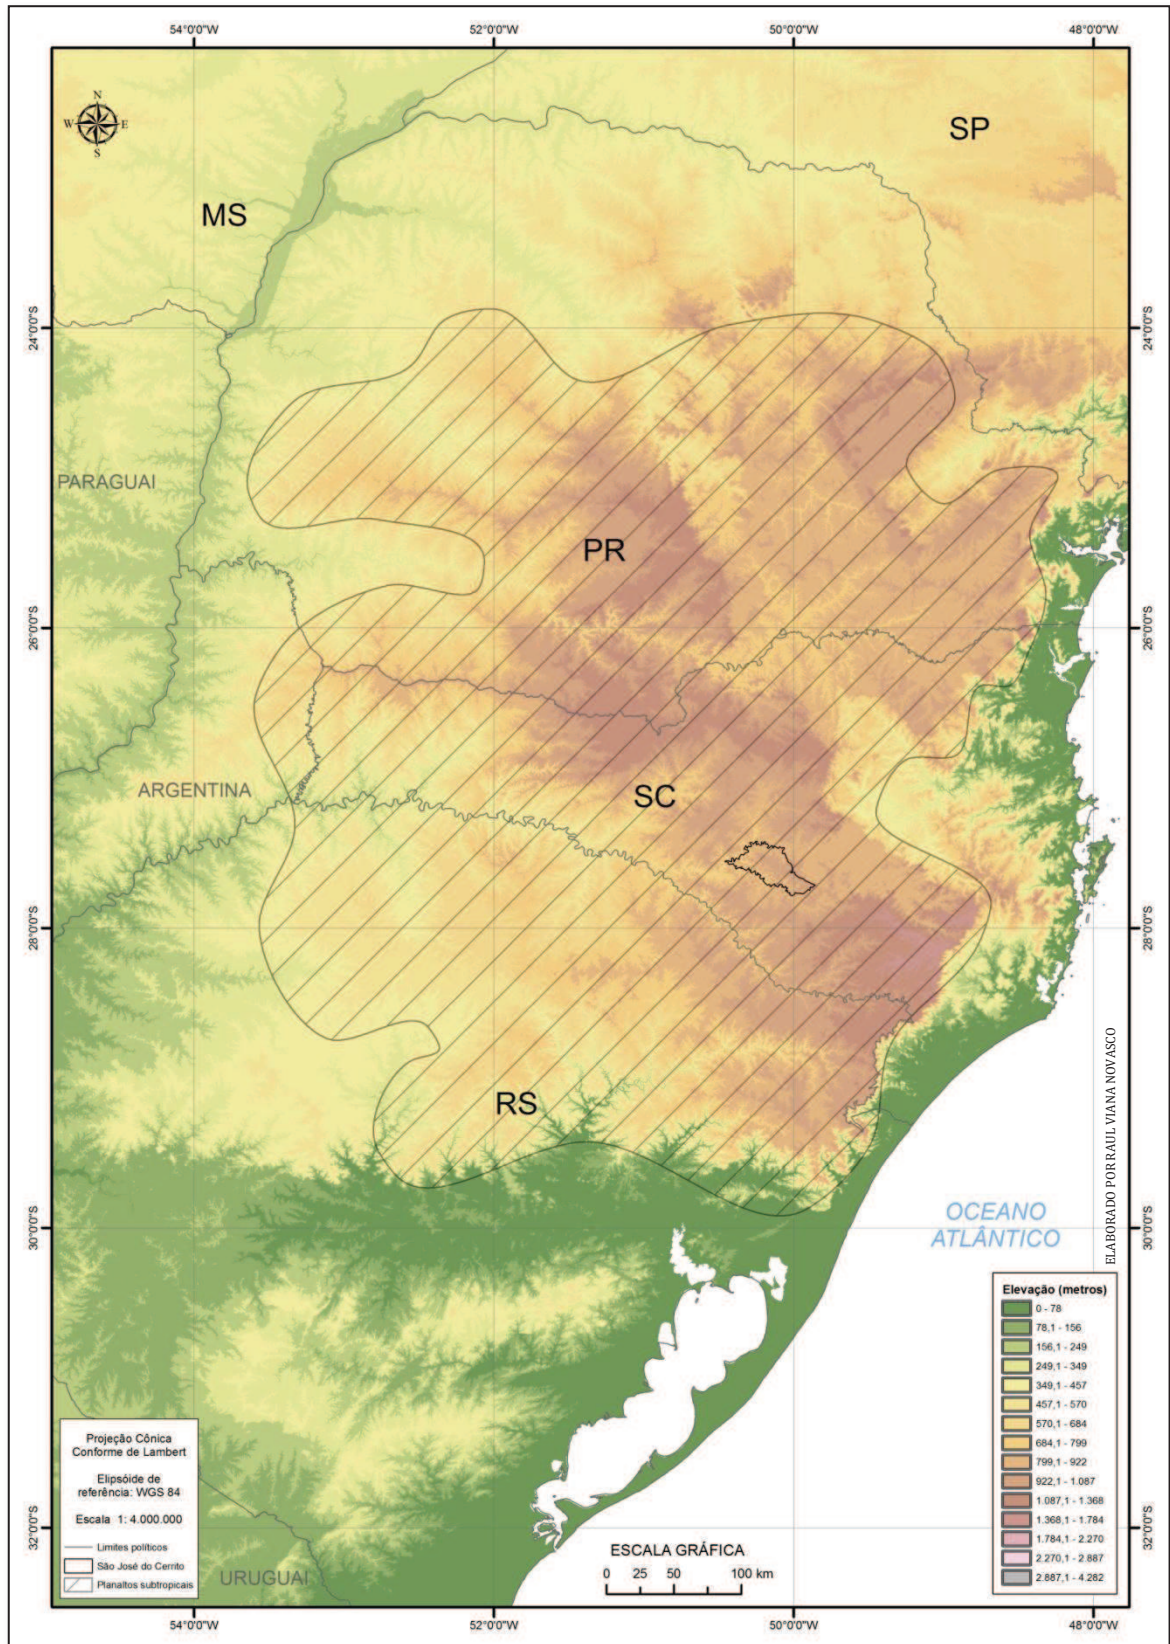 54°0'0"W 52°0'0"W 50°0'0"W 48°0'0"W
N
W E
S
SP
MS
24°0'0"S 24°0'0"S
PARAGUAI
PR
26°0'0"S 26°0'0"S
ARGENTINA
SC
28°0'0"S 28°0'0"S
RS
ELABORADO POR RAUL VIANA NOVASCO
OCEANO
ATLÂNTICO
30°0'0"S 30°0'0"S
Elevação (metros)
0 - 78
78,1 - 156
156,1 - 249
249,1 - 349
349,1 - 457
457,1 - 570
570,1 - 684
684,1 - 799
799,1 - 922
922,1 - 1.087
1.087,1 - 1.368
1.368,1 - 1.784
1.784,1 - 2.270
2.270,1 - 2.887
2.887,1 - 4.282
Projeção Cônica
Conforme de Lambert
Elipsóide de
referência: WGS 84
Escala 1: 4.000.000
Limites políticos
São José do Cerrito
Planaltos subtropicais
32°0'0"S 32°0'0"S
URUGUAI
ESCALA GRÁFICA
0 25 50 100 km
54°0'0"W 52°0'0"W 50°0'0"W 48°0'0"W